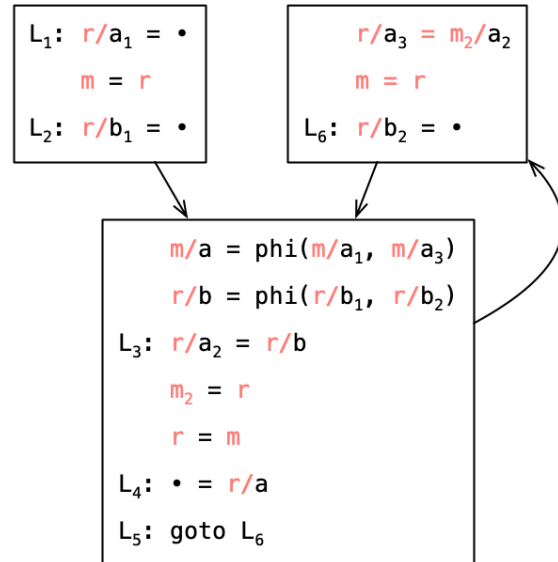 L₁: r/a₁ = •
m = r
L₂: r/b₁ = •
r/a₃ = m₂/a₂
m = r
L₆: r/b₂ = •
m/a = phi(m/a₁, m/a₃)
r/b = phi(r/b₁, r/b₂)
L₃: r/a₂ = r/b
m₂ = r
r = m
L₄: • = r/a
L₅: goto L₆